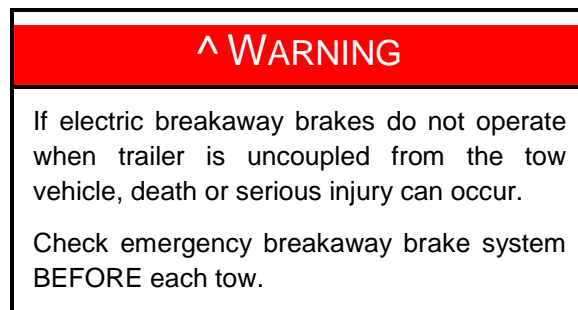 ^ WARNING
If electric breakaway brakes do not operate
when trailer is uncoupled from the tow
vehicle, death or serious injury can occur.
Check emergency breakaway brake system
BEFORE each tow.